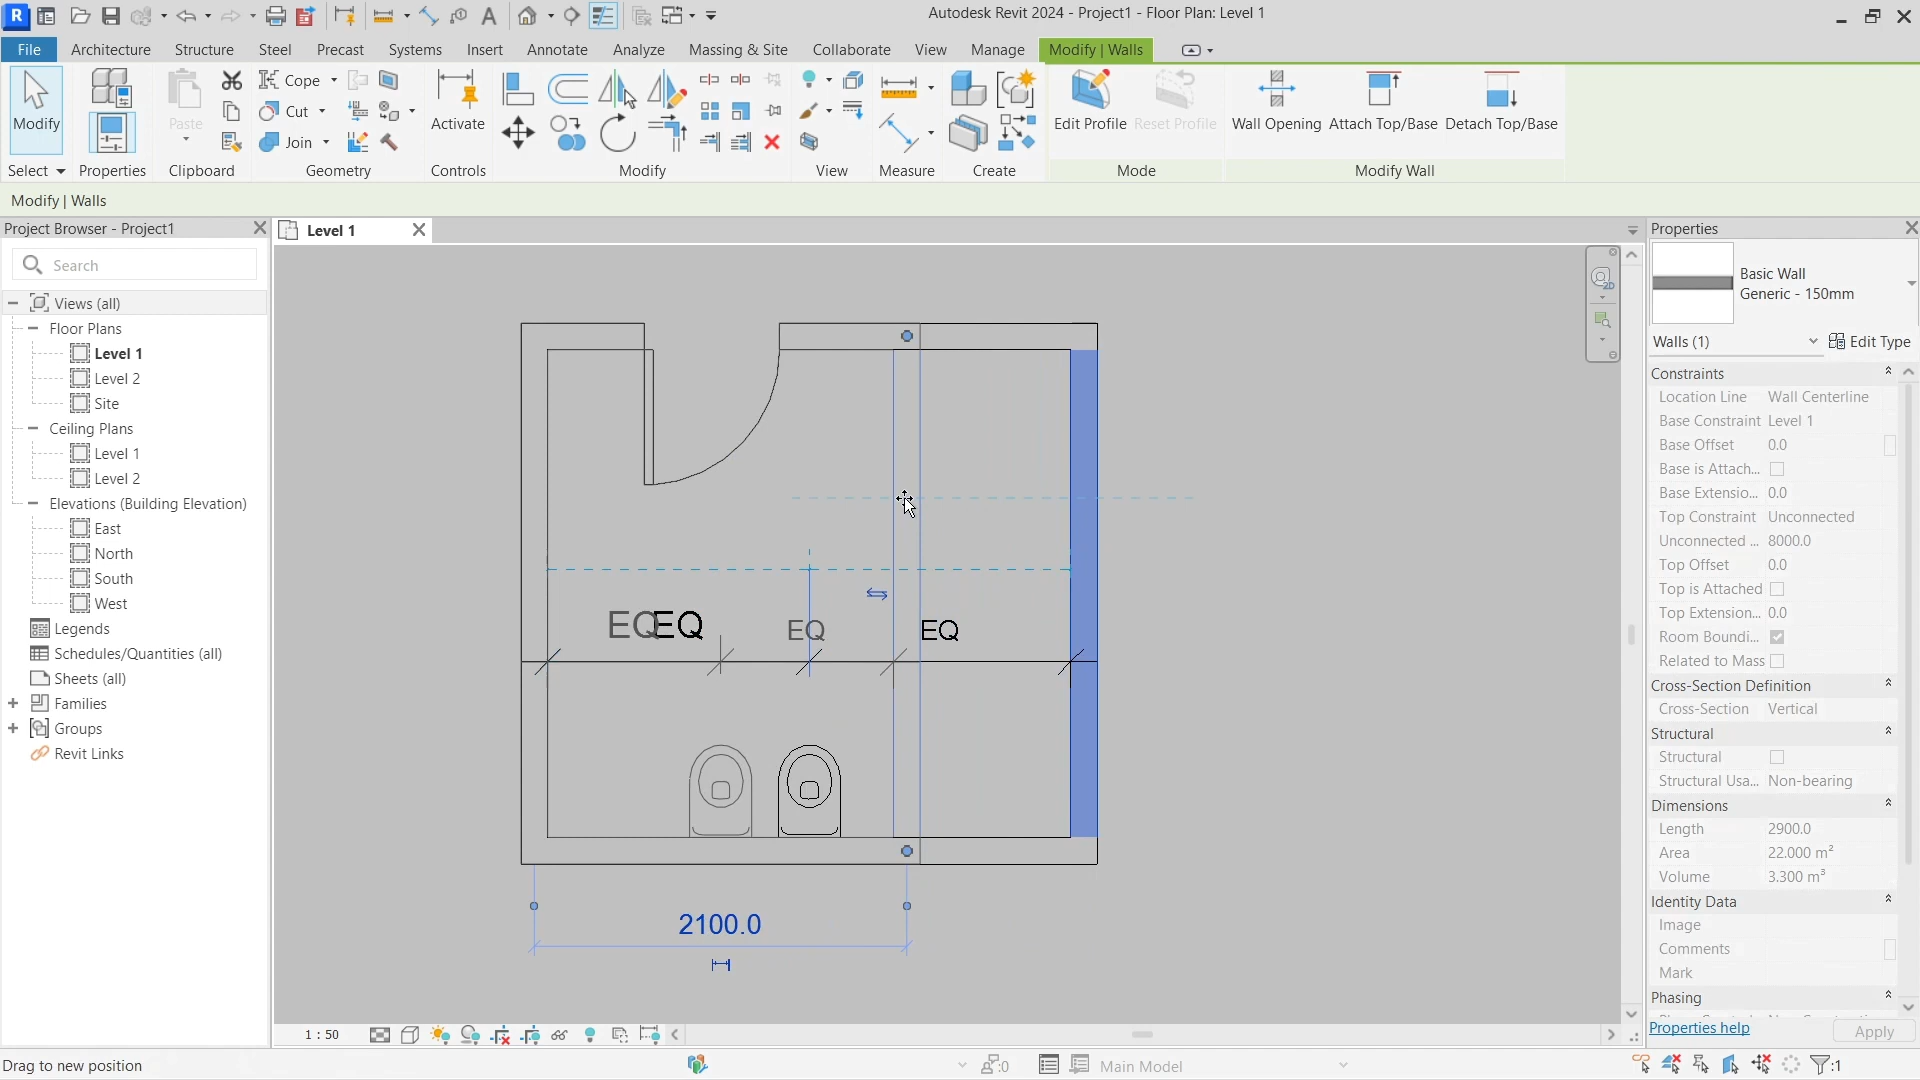 Autodesk Revit 2024 - Project1 - Floor Plan: Level 1
File Architecture Structure Steel Precast Systems Insert Annotate Analyze Massing & Site Collaborate View Manage Modify | Walls
Modify
Paste
Cope
Cut
Join
Activate
Edit Profile Reset Profile Wall Opening Attach Top/Base Detach Top/Base
Select Properties Clipboard Geometry Controls Modify View Measure Create Mode Modify Wall
Modify | Walls
Project Browser - Project1
Search
Views (all)
Floor Plans
Level 1
Level 2
Site
Ceiling Plans
Level 1
Level 2
Elevations (Building Elevation)
East
North
South
West
Legends
Schedules/Quantities (all)
Sheets (all)
Families
Groups
Revit Links
Level 1
2D
EQ EQ EQ EQ
2100.0
1 : 50
Properties
Basic Wall
Generic - 150mm
Walls (1) Edit Type
Constraints
Location Line Wall Centerline
Base Constraint Level 1
Base Offset 0.0
Base is Attach...
Base Extensio... 0.0
Top Constraint Unconnected
Unconnected ... 8000.0
Top Offset 0.0
Top is Attached
Top Extension... 0.0
Room Boundi...
Related to Mass
Cross-Section Definition
Cross-Section Vertical
Structural
Structural
Structural Usa... Non-bearing
Dimensions
Length 2900.0
Area 22.000 m²
Volume 3.300 m³
Identity Data
Image
Comments
Mark
Phasing
Properties help Apply
Drag to new position
:0
Main Model
:1